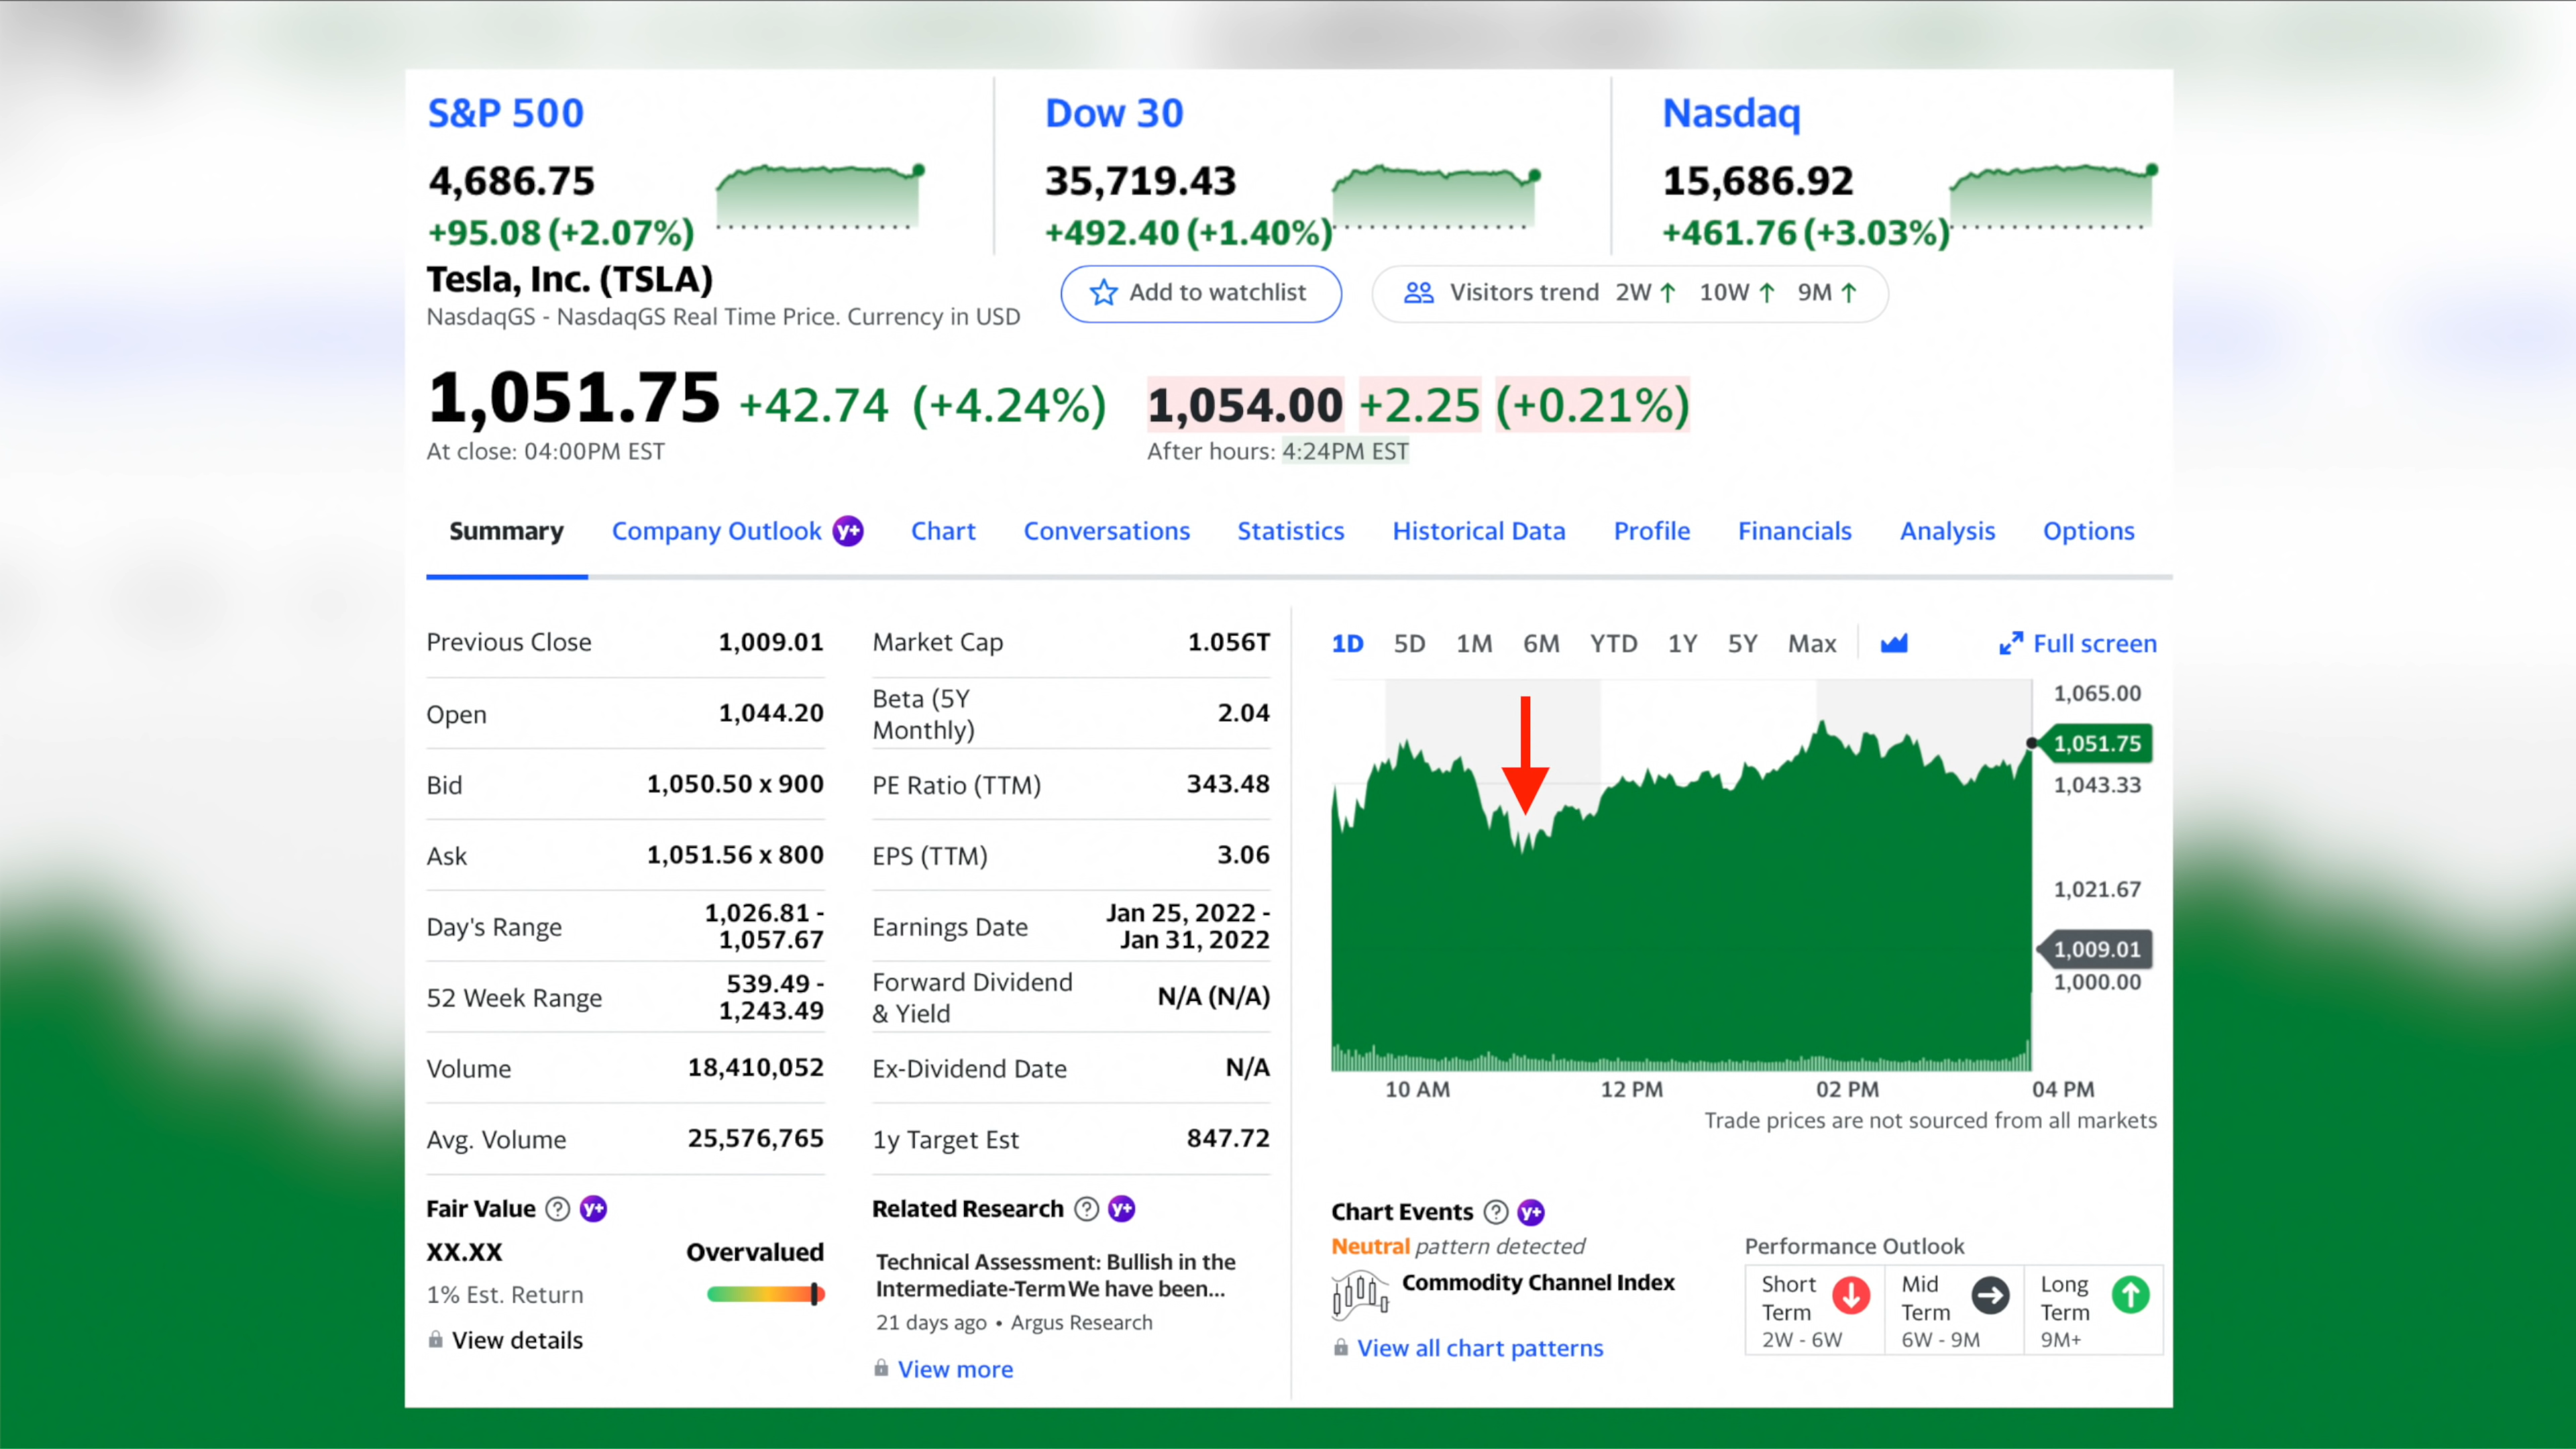 S&P 500
4,686.75
+95.08 (+2.07%)
Dow 30
35,719.43
+492.40 (+1.40%)
Nasdaq
15,686.92
+461.76 (+3.03%)
Tesla, Inc. (TSLA)
NasdaqGS - NasdaqGS Real Time Price. Currency in USD
Add to watchlist
Visitors trend 2W ↑ 10W ↑ 9M ↑
1,051.75 +42.74 (+4.24%)
At close: 04:00PM EST
1,054.00 +2.25 (+0.21%)
After hours: 4:24PM EST
Summary Company Outlook y+ Chart Conversations Statistics Historical Data Profile Financials Analysis Options
Previous Close 1,009.01
Open 1,044.20
Bid 1,050.50 x 900
Ask 1,051.56 x 800
Day's Range 1,026.81 -
1,057.67
52 Week Range 539.49 -
1,243.49
Volume 18,410,052
Avg. Volume 25,576,765
Market Cap 1.056T
Beta (5Y
Monthly) 2.04
PE Ratio (TTM) 343.48
EPS (TTM) 3.06
Earnings Date Jan 25, 2022 -
Jan 31, 2022
Forward Dividend
& Yield N/A (N/A)
Ex-Dividend Date N/A
1y Target Est 847.72
1D 5D 1M 6M YTD 1Y 5Y Max Full screen
1,065.00
1,051.75
1,043.33
1,021.67
1,009.01
1,000.00
10 AM 12 PM 02 PM 04 PM
Trade prices are not sourced from all markets
Fair Value ? y+
XX.XX Overvalued
1% Est. Return
View details
Related Research ? y+
Technical Assessment: Bullish in the
Intermediate-TermWe have been...
21 days ago • Argus Research
View more
Chart Events ? y+
Neutral pattern detected
Commodity Channel Index
View all chart patterns
Performance Outlook
Short
Term
2W - 6W
Mid
Term
6W - 9M
Long
Term
9M+